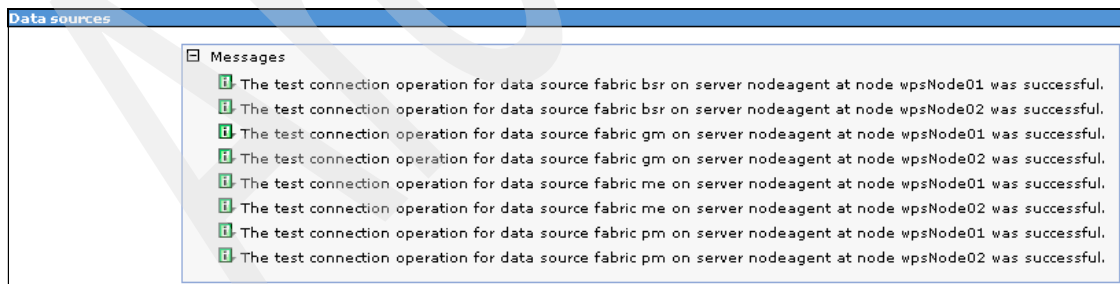 Data sources
Messages
The test connection operation for data source fabric bsr on server nodeagent at node wpsNode01 was successful.
The test connection operation for data source fabric bsr on server nodeagent at node wpsNode02 was successful.
The test connection operation for data source fabric gm on server nodeagent at node wpsNode01 was successful.
The test connection operation for data source fabric gm on server nodeagent at node wpsNode02 was successful.
The test connection operation for data source fabric me on server nodeagent at node wpsNode01 was successful.
The test connection operation for data source fabric me on server nodeagent at node wpsNode02 was successful.
The test connection operation for data source fabric pm on server nodeagent at node wpsNode01 was successful.
The test connection operation for data source fabric pm on server nodeagent at node wpsNode02 was successful.